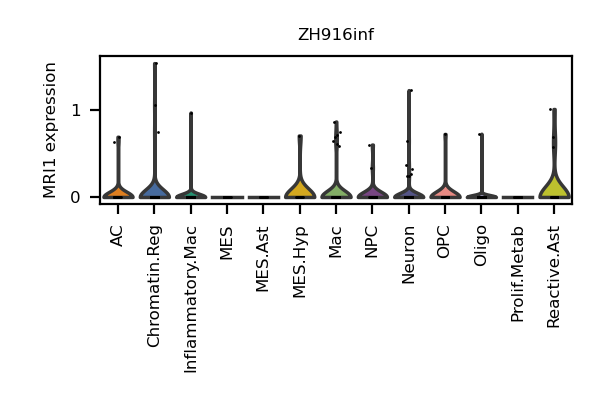 ZH916inf
MRI1 expression
1
0
AC
Chromatin.Reg
Inflammatory.Mac
MES
MES.Ast
MES.Hyp
Mac
NPC
Neuron
OPC
Oligo
Prolif.Metab
Reactive.Ast